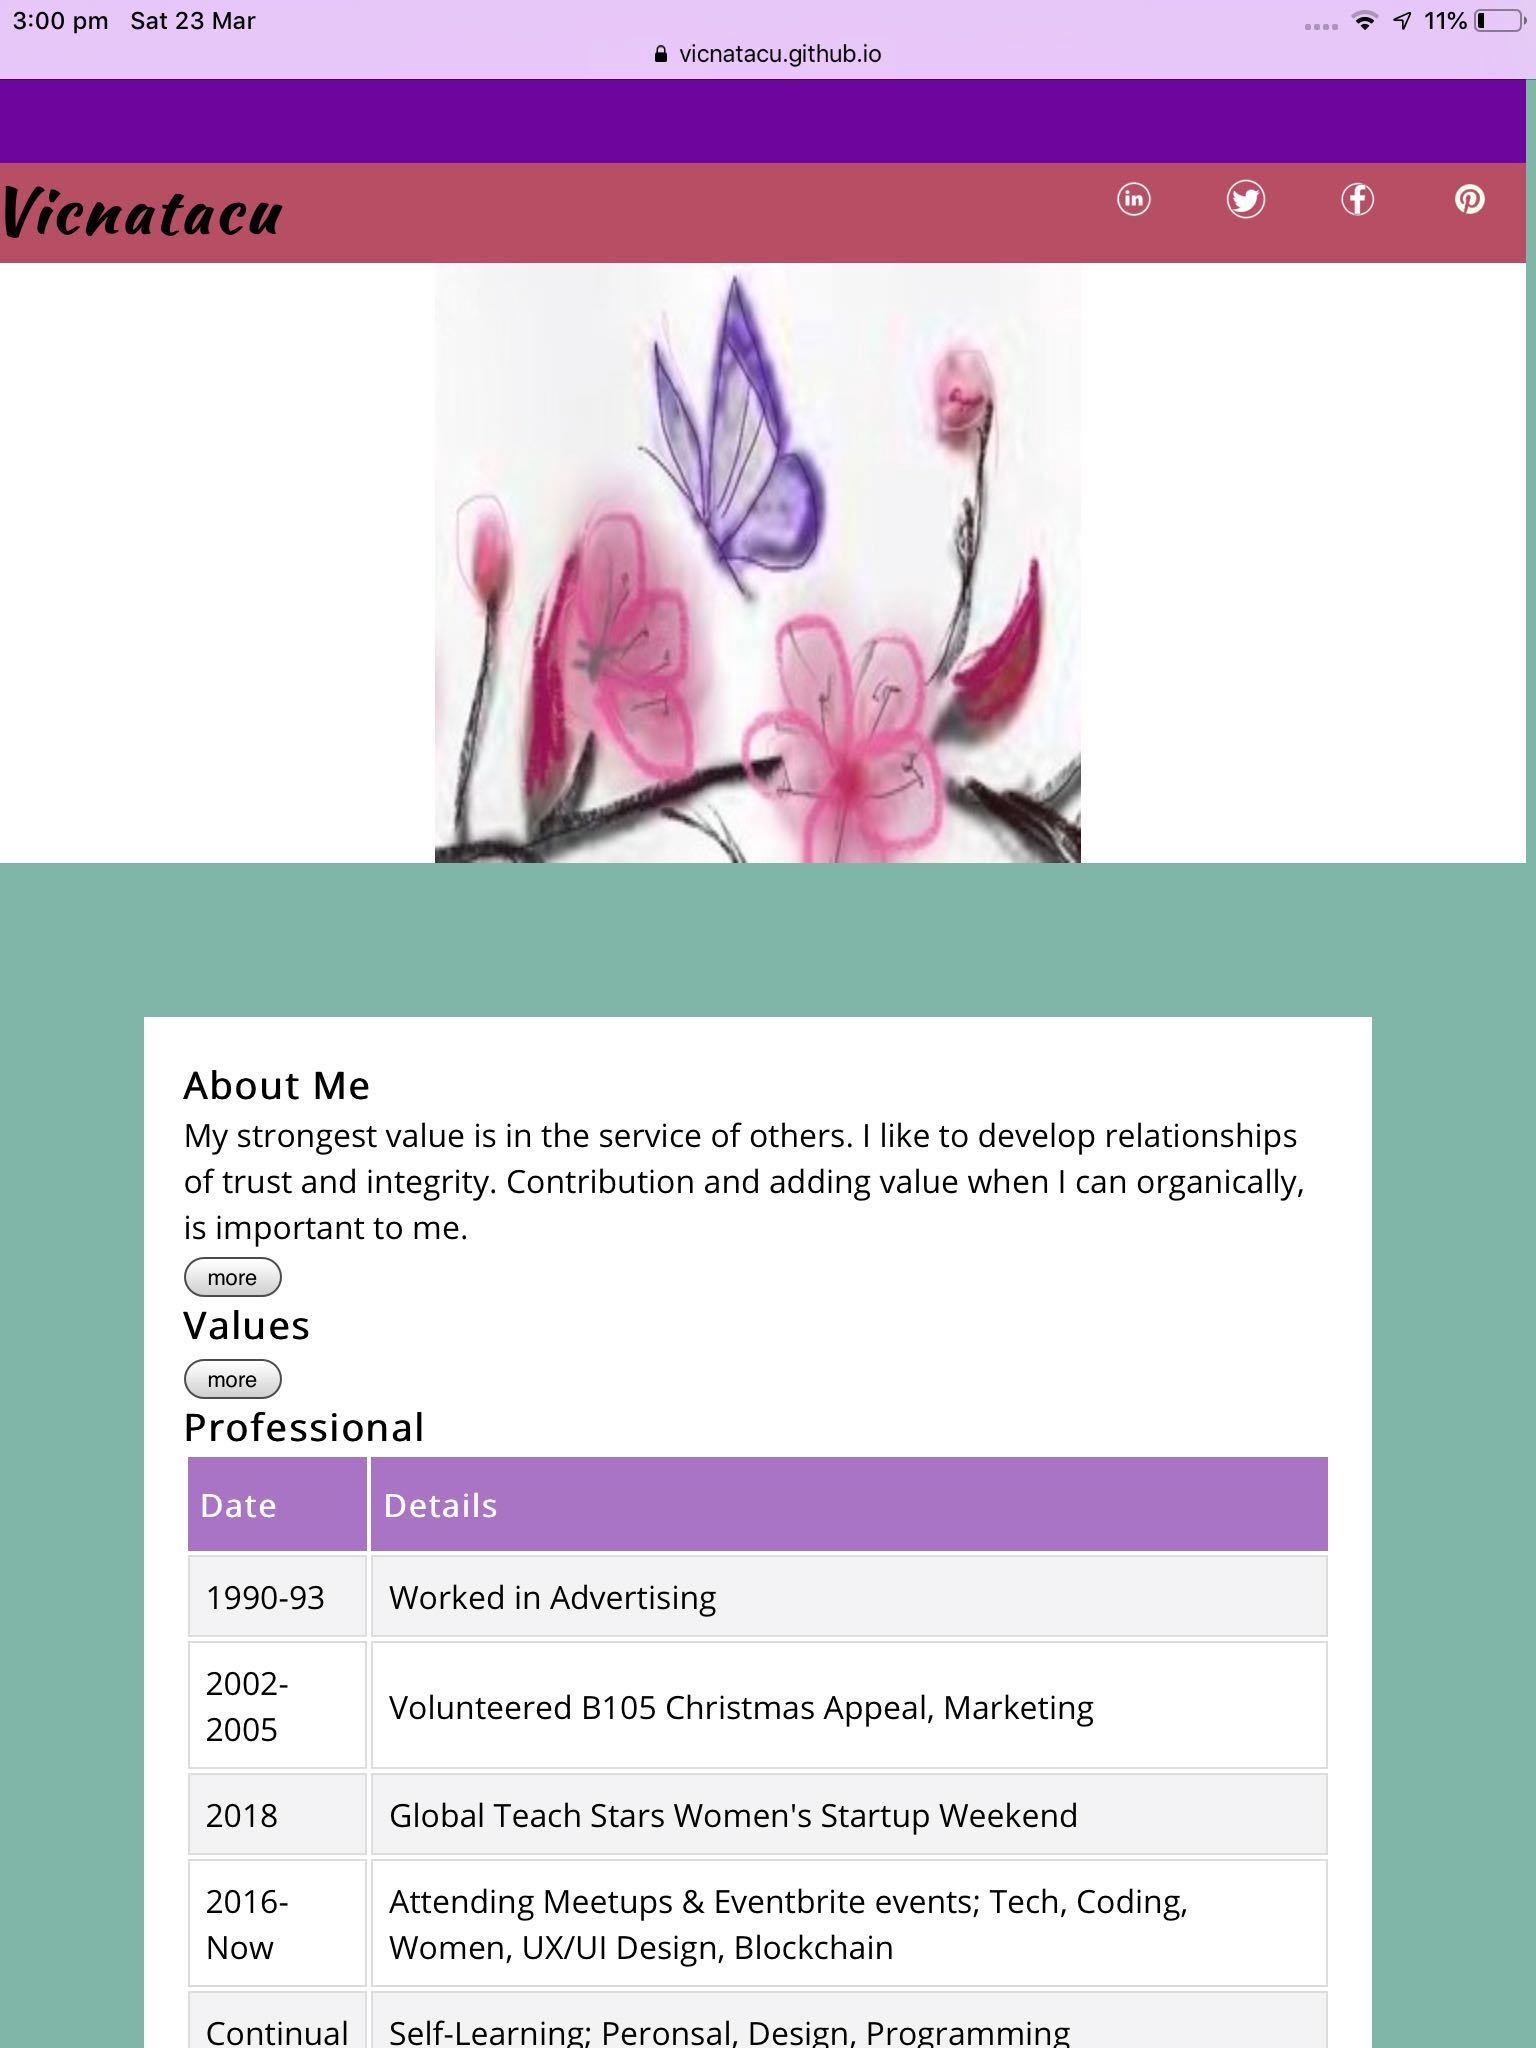 3:00 pm Sat 23 Mar 11%
vicnatacu.github.io
Vicnatacu
in
About Me
My strongest value is in the service of others. I like to develop relationships
of trust and integrity. Contribution and adding value when I can organically,
is important to me.
more
Values
more
Professional
Date Details
1990-93 Worked in Advertising
2002-
2005
Volunteered B105 Christmas Appeal, Marketing
2018 Global Teach Stars Women's Startup Weekend
2016-
Now
Attending Meetups & Eventbrite events; Tech, Coding,
Women, UX/UI Design, Blockchain
Continual Self-Learning; Peronsal, Design, Programming